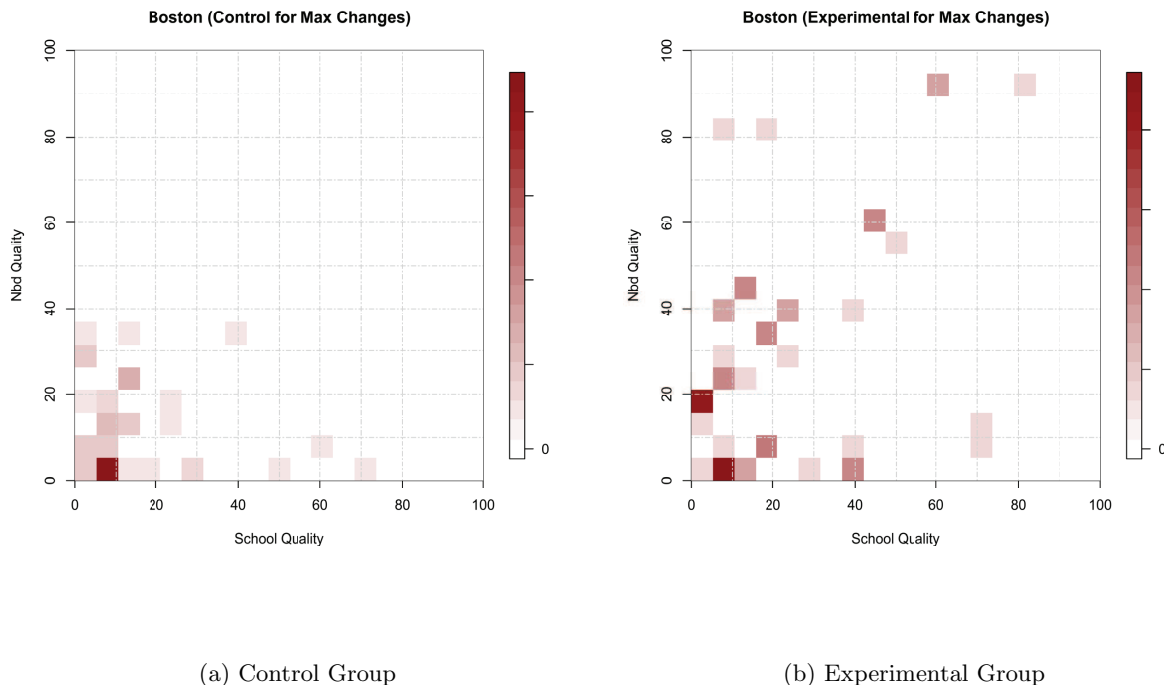 Boston (Control for Max Changes)
100
80
60
40
20
0
Nbd Quality
0 20 40 60 80 100
School Quality
0
(a) Control Group
Boston (Experimental for Max Changes)
100
80
60
40
20
0
Nbd Quality
0 20 40 60 80 100
School Quality
0
(b) Experimental Group